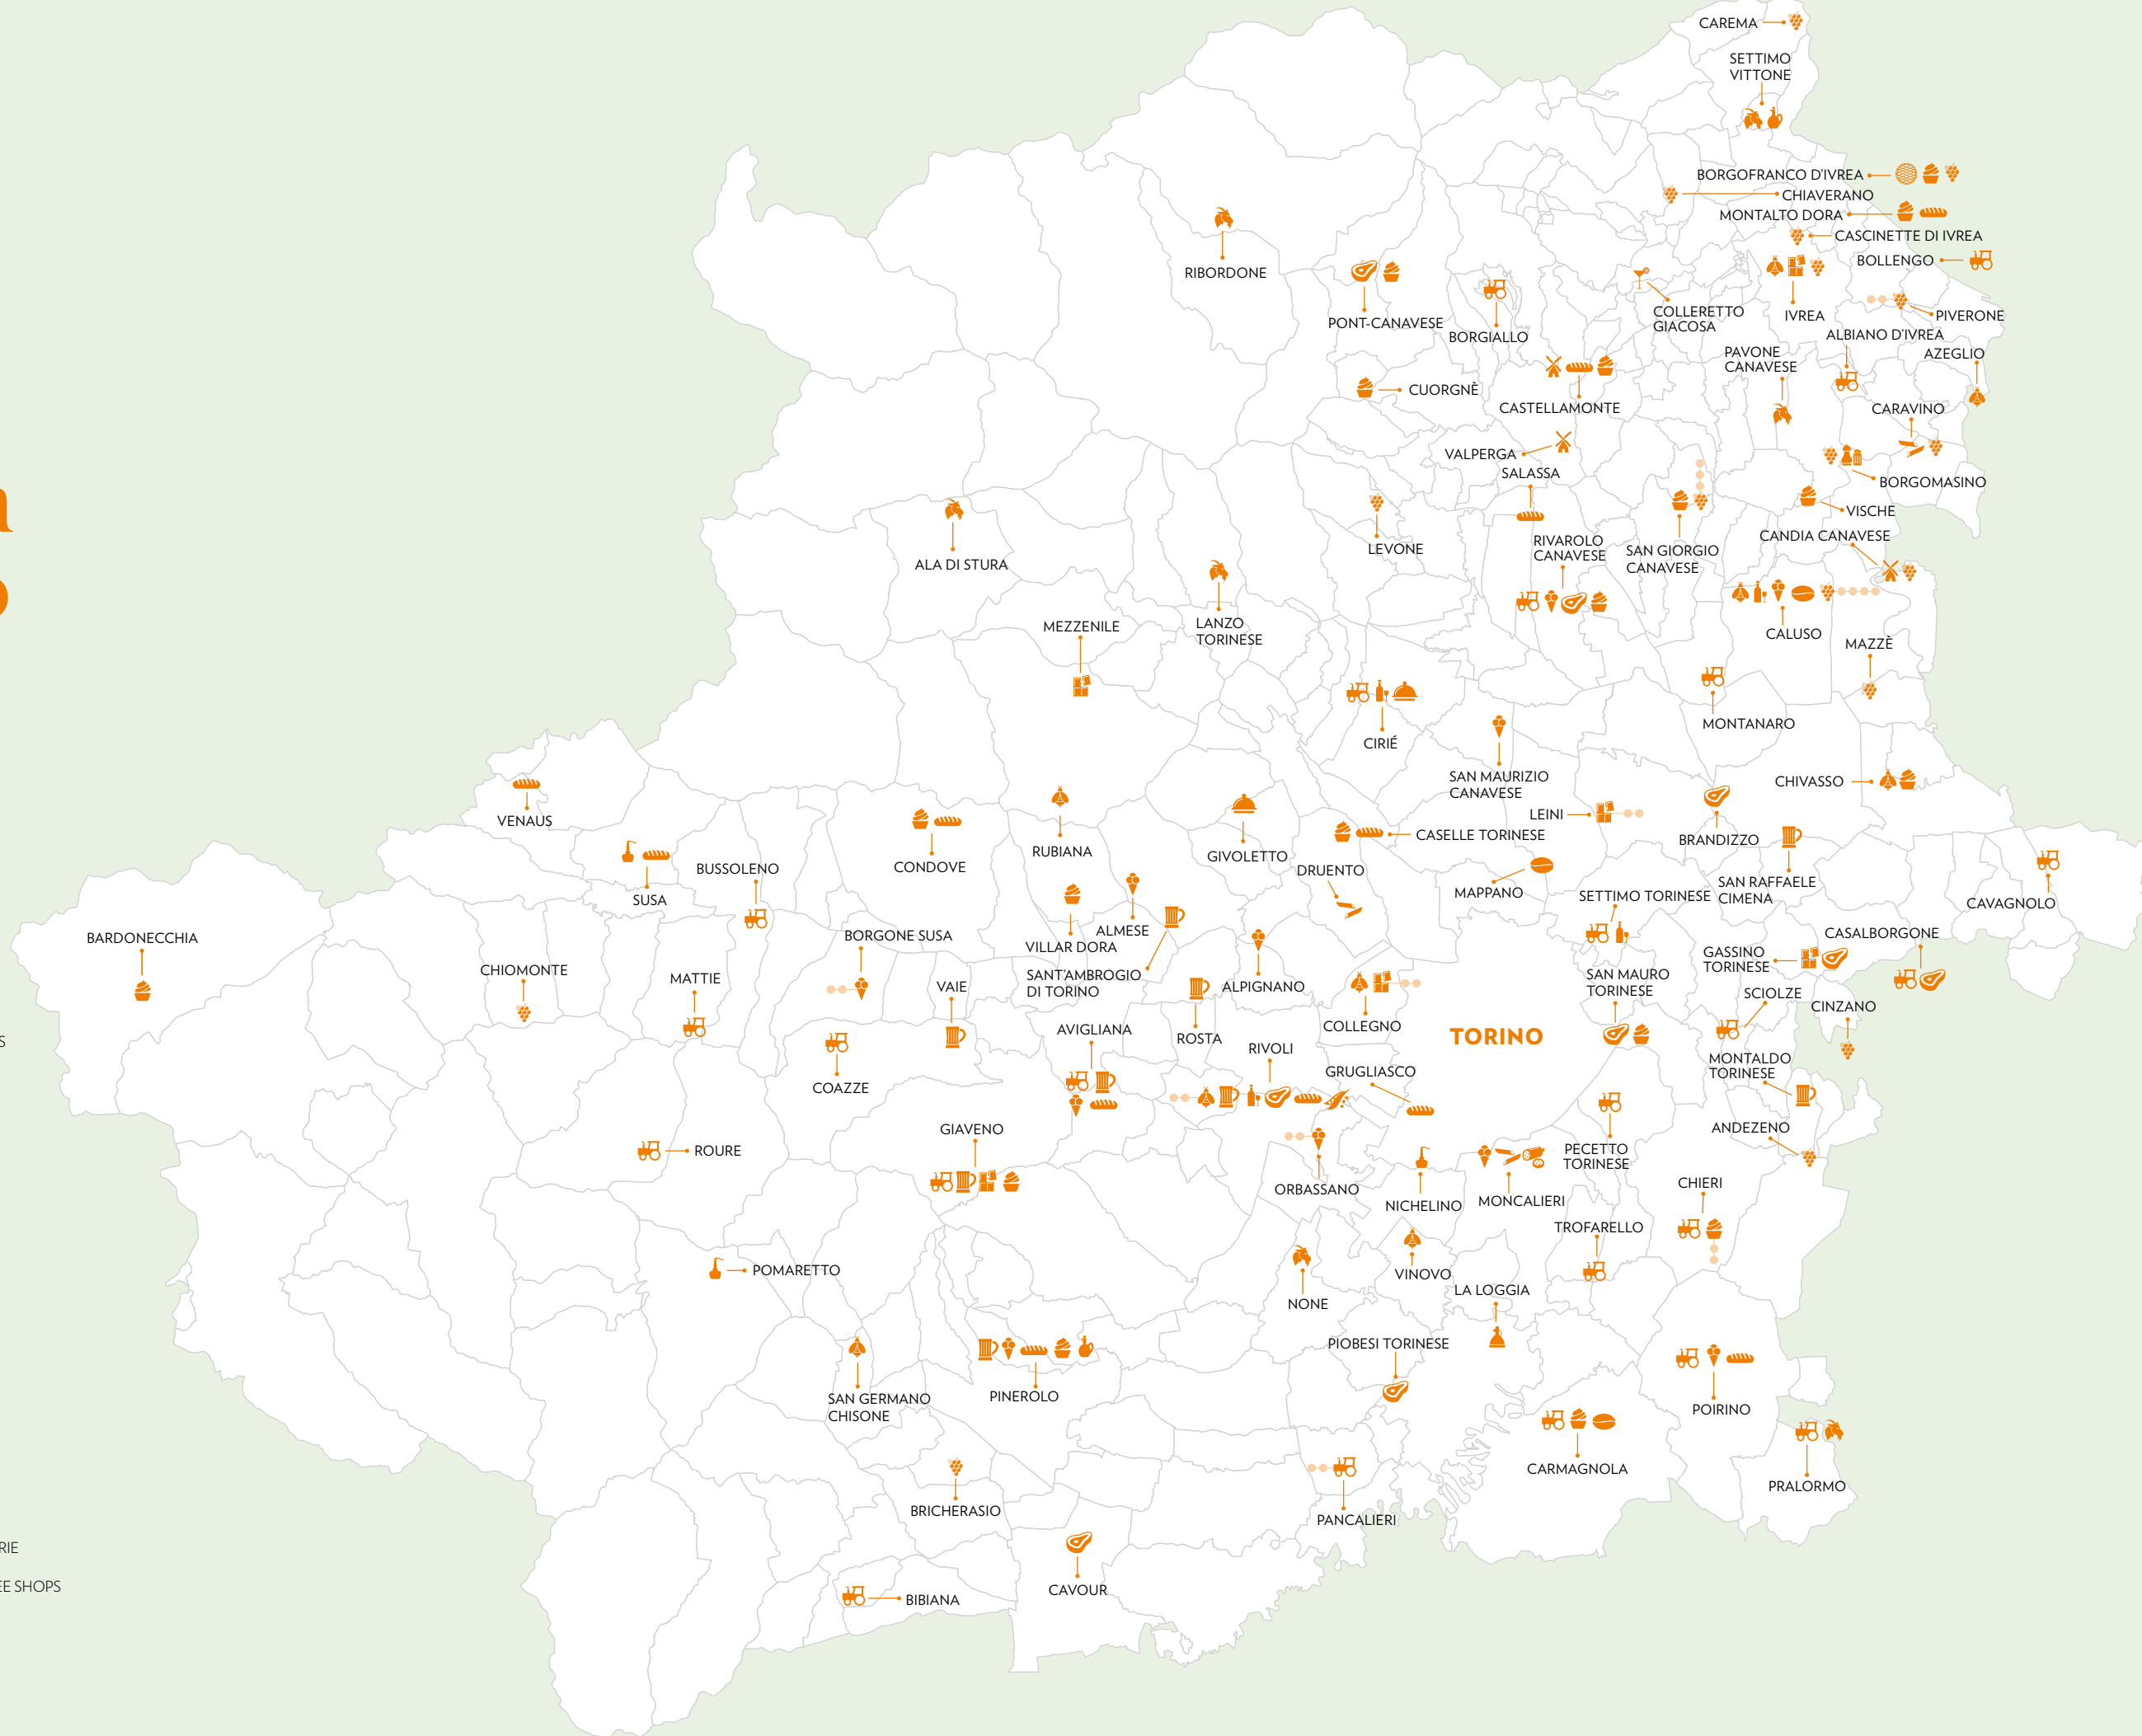 CAREMA
SETTIMO
VITTONE
BORGOFRANCO D'IVREA
CHIAVERANO
MONTALTO DORA
CASCINETTE DI IVREA
BOLLENGO
RIBORDONE
PONT-CANAVESE
BORGIALLO
COLLERETTO
GIACOSA
IVREA
PIVERONE
ALBIANO D'IVREA
PAVONE
CANAVESE
AZEGLIO
CUORGNÈ
CASTELLAMONTE
CARAVINO
VALPERGA
SALASSA
BORGOMASINO
VISCHE
LEVONE
RIVAROLO
CANAVESE
SAN GIORGIO
CANAVESE
CANDIA CANAVESE
ALA DI STURA
LANZO
TORINESE
MEZZENILE
CALUSO
MAZZÈ
CIRIÉ
MONTANARO
SAN MAURIZIO
CANAVESE
CHIVASSO
LEINI
VENAUS
CONDOVE
RUBIANA
GIVOLETTO
CASELLE TORINESE
BRANDIZZO
BUSSOLENO
DRUENTO
MAPPANO
SAN RAFFAELE
CIMENA
SUSA
SETTIMO TORINESE
CAVAGNOLO
BARDONECCHIA
BORGONE SUSA
VILLAR DORA
ALMESE
CASALBORGONE
GASSINO
TORINESE
CHIOMONTE
MATTIE
VAIE
SANT'AMBROGIO
DI TORINO
ALPIGNANO
SAN MAURO
TORINESE
SCIOLZE
CINZANO
AVIGLIANA
ROSTA
COLLEGNO
TORINO
S
RIVOLI
GRUGLIASCO
MONTALDO
TORINESE
COAZZE
GIAVENO
ANDEZENO
ROURE
PECETTO
TORINESE
ORBASSANO
NICHELINO
MONCALIERI
CHIERI
TROFARELLO
POMARETTO
VINOVO
NONE
LA LOGGIA
PIOBESI TORINESE
SAN GERMANO
CHISONE
PINEROLO
POIRINO
CARMAGNOLA
PRALORMO
BRICHERASIO
PANCALIERI
RIE
EE SHOPS
CAVOUR
BIBIANA